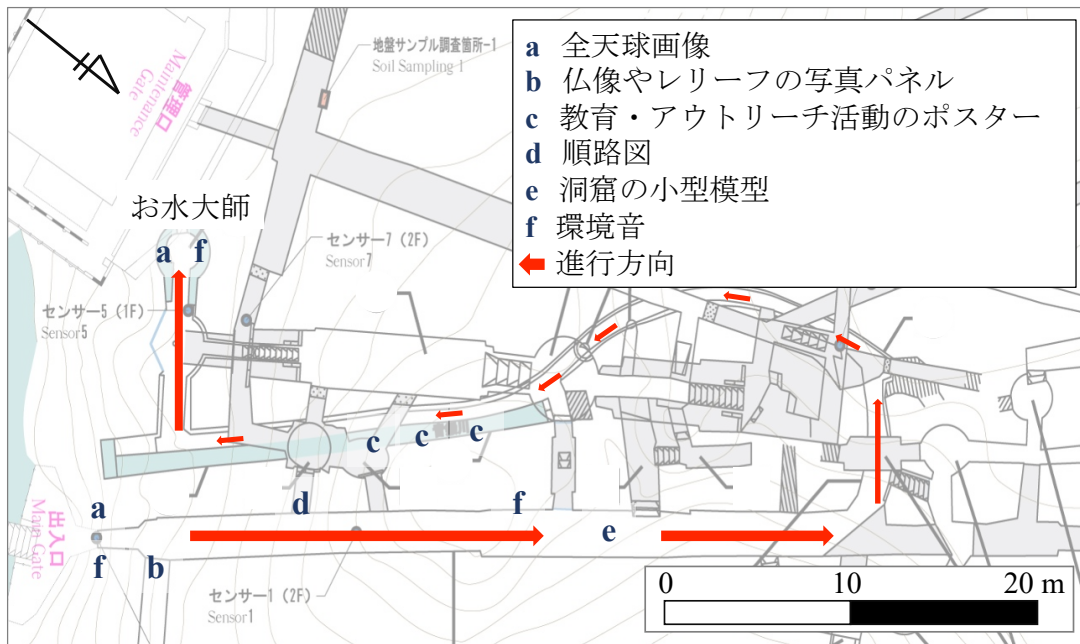 a 全天球画像
b 仏像やレリーフの写真パネル
c 教育・アウトリーチ活動のポスター
d 順路図
e 洞窟の小型模型
f 環境音
進行方向
管理口
Maintenance
Gate
地盤サンプル調査箇所-1
Soil Sampling 1
お水大師
a f
センサー7（2F）
Sensor7
センサー5（1F）
Sensor5
c c c
a
d
f
e
出入口
Main Gate
f b
センサー1（2F）
Sensor1
0 10 20 m